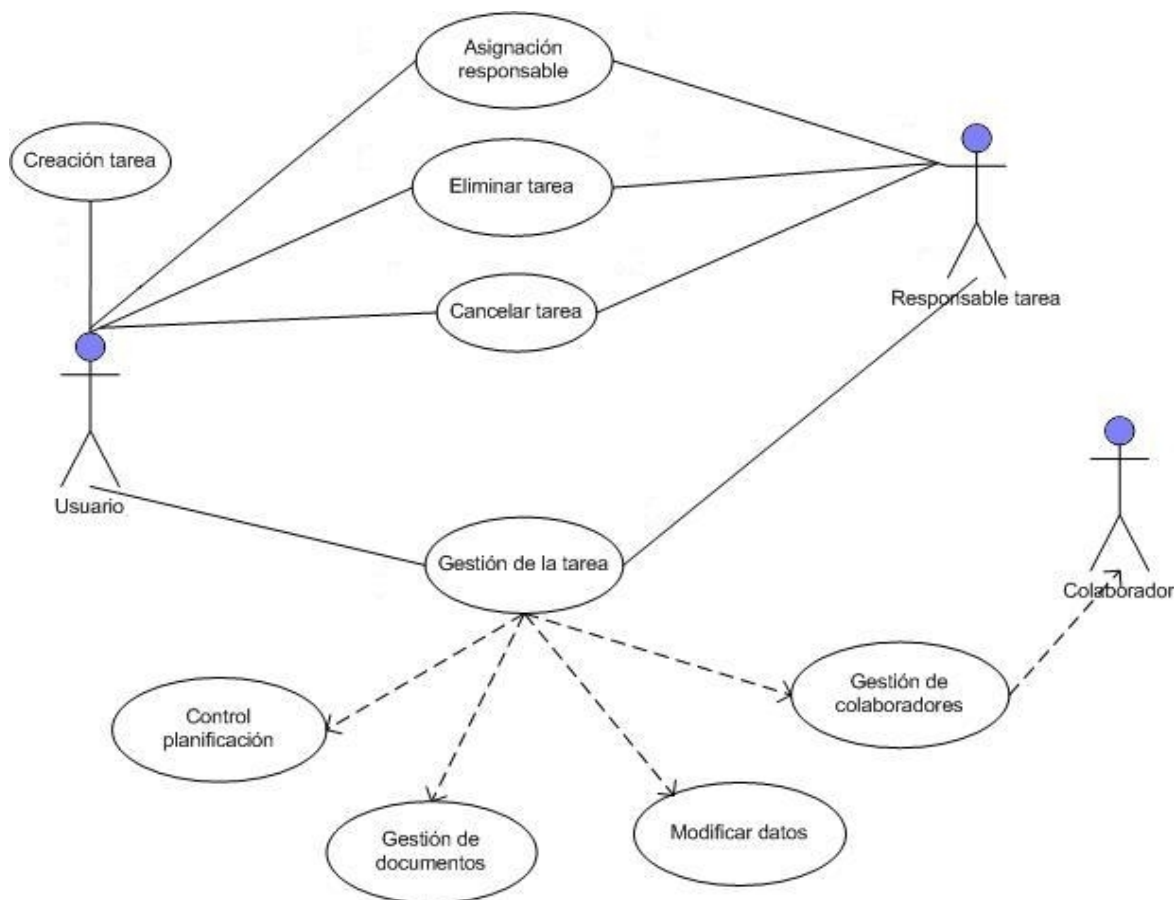 Asignación
responsable
Creación tarea
Eliminar tarea
Cancelar tarea
Responsable tarea
Usuario
Gestión de la tarea
Colaborador
Gestión de
colaboradores
Control
planificación
Modificar datos
Gestión de
documentos